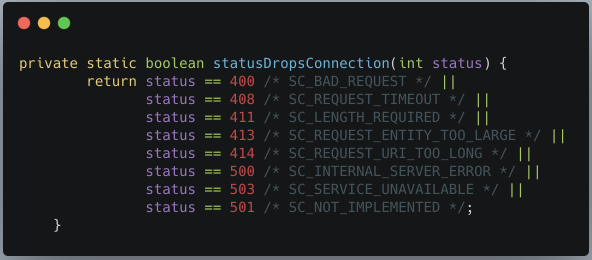 private static boolean statusDropsConnection(int status) {
return status == 400 /* SC_BAD_REQUEST */ ||
status == 408 /* SC_REQUEST_TIMEOUT */ ||
status == 411 /* SC_LENGTH_REQUIRED */ ||
status == 413 /* SC_REQUEST_ENTITY_TOO_LARGE */ ||
status == 414 /* SC_REQUEST_URI_TOO_LONG */ ||
status == 500 /* SC_INTERNAL_SERVER_ERROR */ ||
status == 503 /* SC_SERVICE_UNAVAILABLE */ ||
status == 501 /* SC_NOT_IMPLEMENTED */;
}